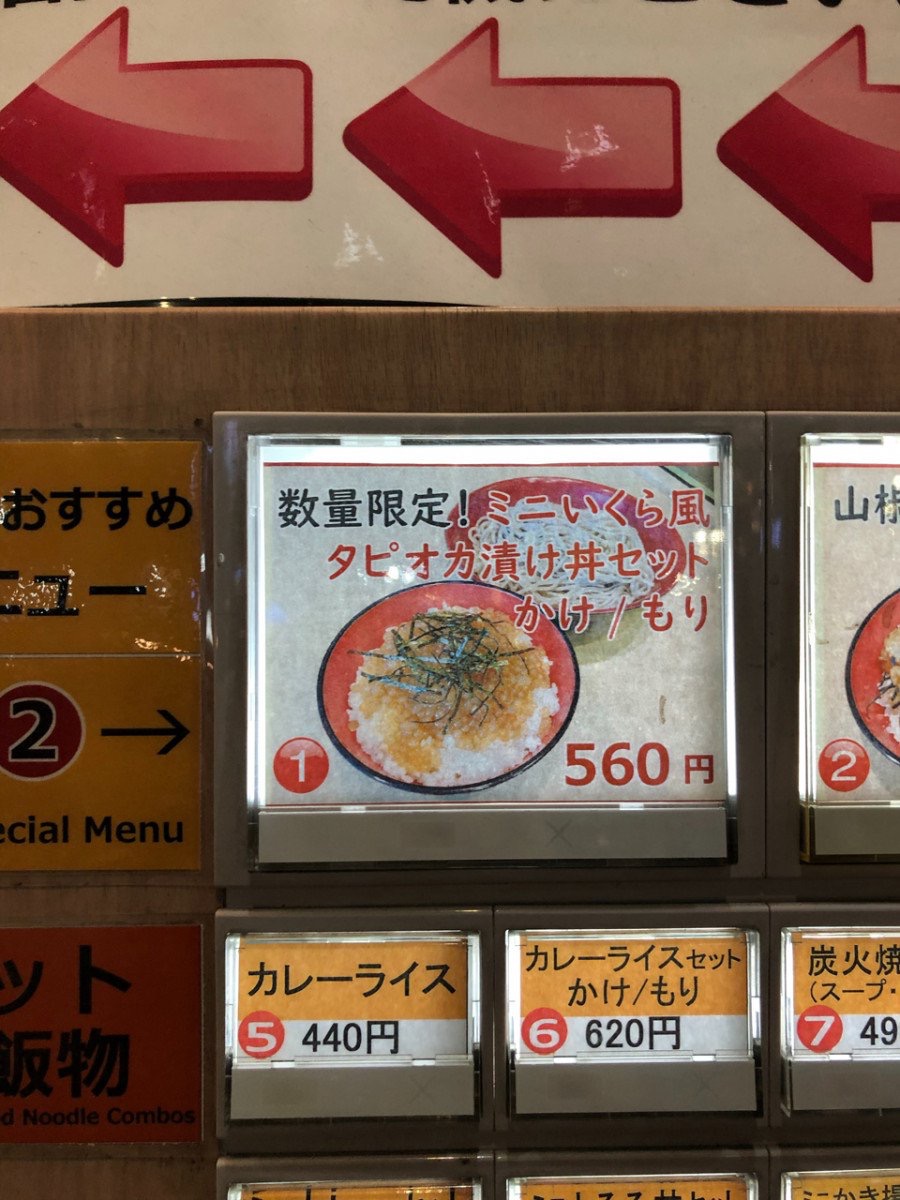 おすすめ
ニュー
2 →
ecial Menu
数量限定!ミニいくら風
タピオカ漬け丼セット
かけ/もり
1
560円
山椒
2
ット
飯物
d Noodle Combos
カレーライス
5 440円
カレーライスセット
かけ/もり
6 620円
炭火焼
(スープ・
7 49